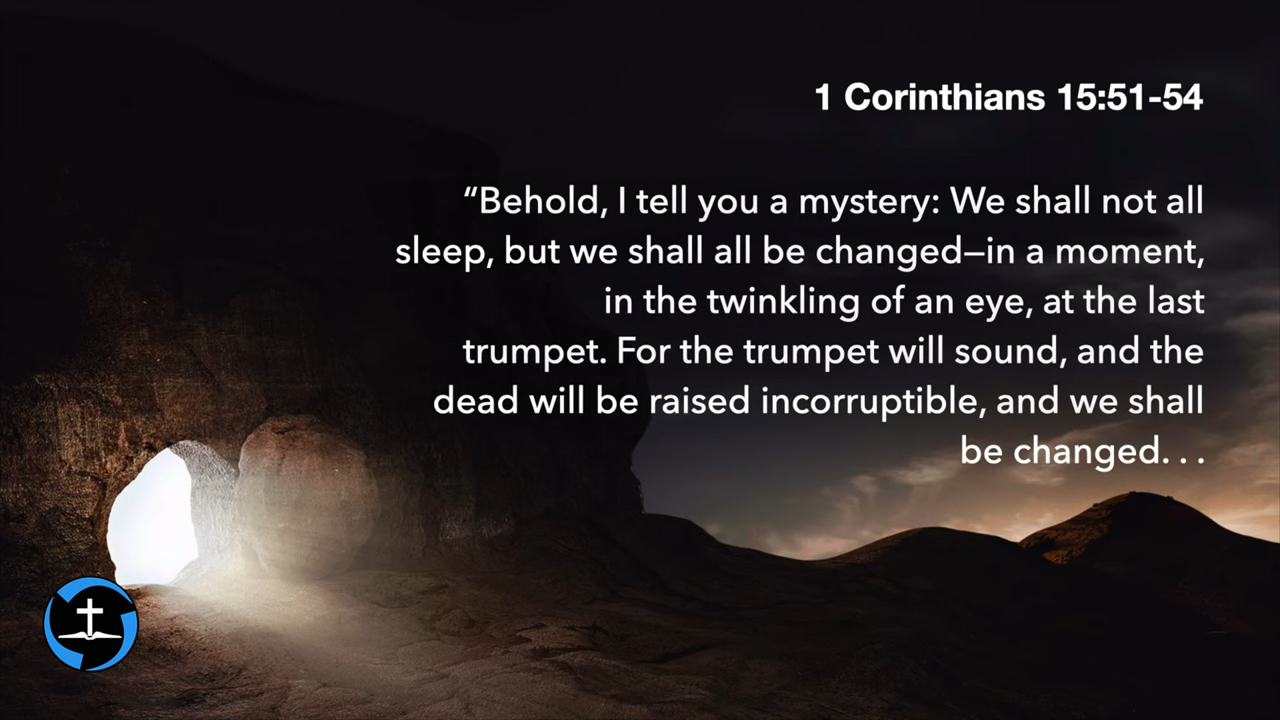 1 Corinthians 15:51-54
“Behold, I tell you a mystery: We shall not all
sleep, but we shall all be changed—in a moment,
in the twinkling of an eye, at the last
trumpet. For the trumpet will sound, and the
dead will be raised incorruptible, and we shall
be changed. . .